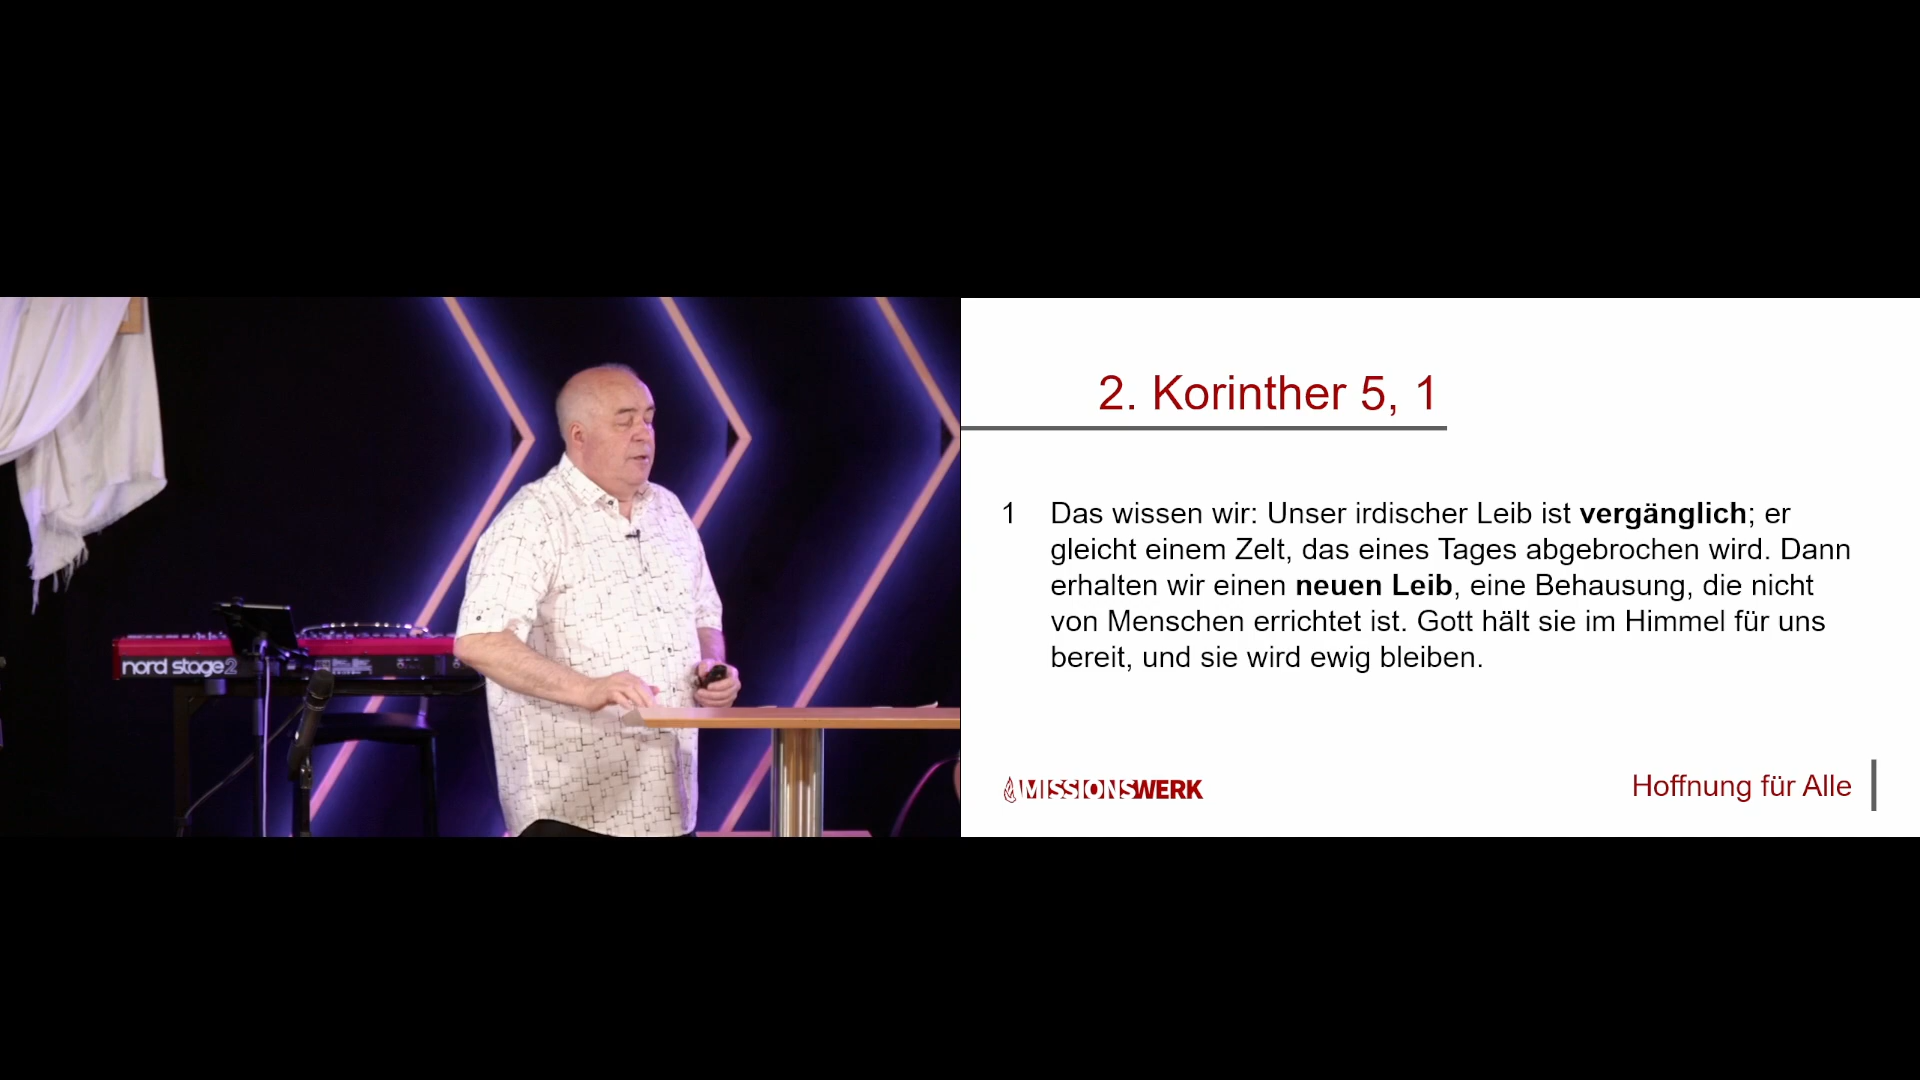 nord stage2
2. Korinther 5, 1
1 Das wissen wir: Unser irdischer Leib ist vergänglich; er
gleicht einem Zelt, das eines Tages abgebrochen wird. Dann
erhalten wir einen neuen Leib, eine Behausung, die nicht
von Menschen errichtet ist. Gott hält sie im Himmel für uns
bereit, und sie wird ewig bleiben.
MISSIONSWERK
Hoffnung für Alle